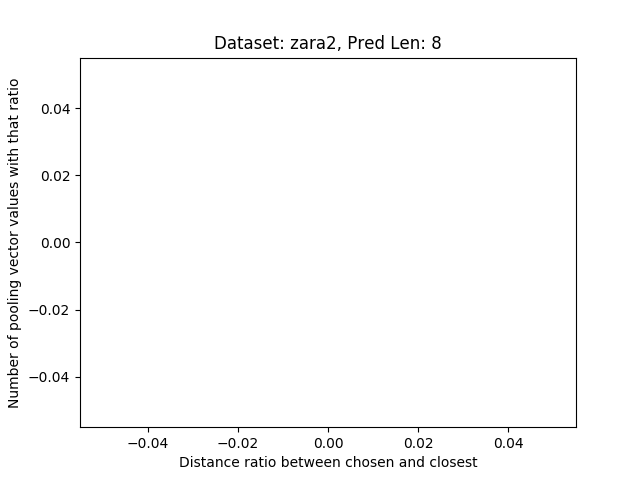 Dataset: zara2, Pred Len: 8
Number of pooling vector values with that ratio
0.04
0.02
0.00
−0.02
−0.04
−0.04 −0.02 0.00 0.02 0.04
Distance ratio between chosen and closest